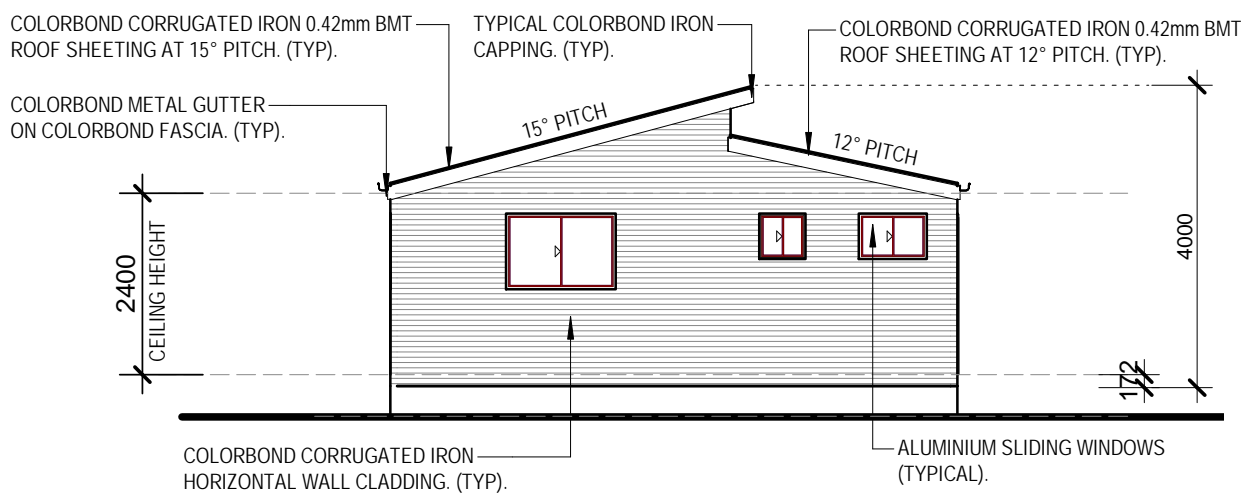 COLORBOND CORRUGATED IRON 0.42mm BMT
ROOF SHEETING AT 15° PITCH. (TYP).
TYPICAL COLORBOND IRON
CAPPING. (TYP).
COLORBOND CORRUGATED IRON 0.42mm BMT
ROOF SHEETING AT 12° PITCH. (TYP).
COLORBOND METAL GUTTER
ON COLORBOND FASCIA. (TYP).
15° PITCH
12° PITCH
2400
CEILING HEIGHT
4000
172
COLORBOND CORRUGATED IRON
HORIZONTAL WALL CLADDING. (TYP).
ALUMINIUM SLIDING WINDOWS
(TYPICAL).